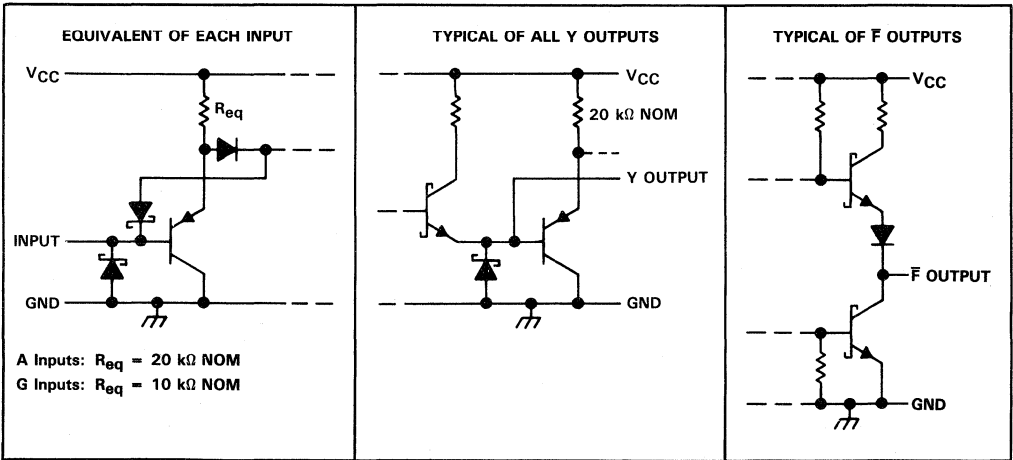 EQUIVALENT OF EACH INPUT
VCC
Req
INPUT
GND
A Inputs: Req = 20 kΩ NOM
G Inputs: Req = 10 kΩ NOM
TYPICAL OF ALL Y OUTPUTS
VCC
20 kΩ NOM
Y OUTPUT
GND
TYPICAL OF F̅ OUTPUTS
VCC
F̅ OUTPUT
GND